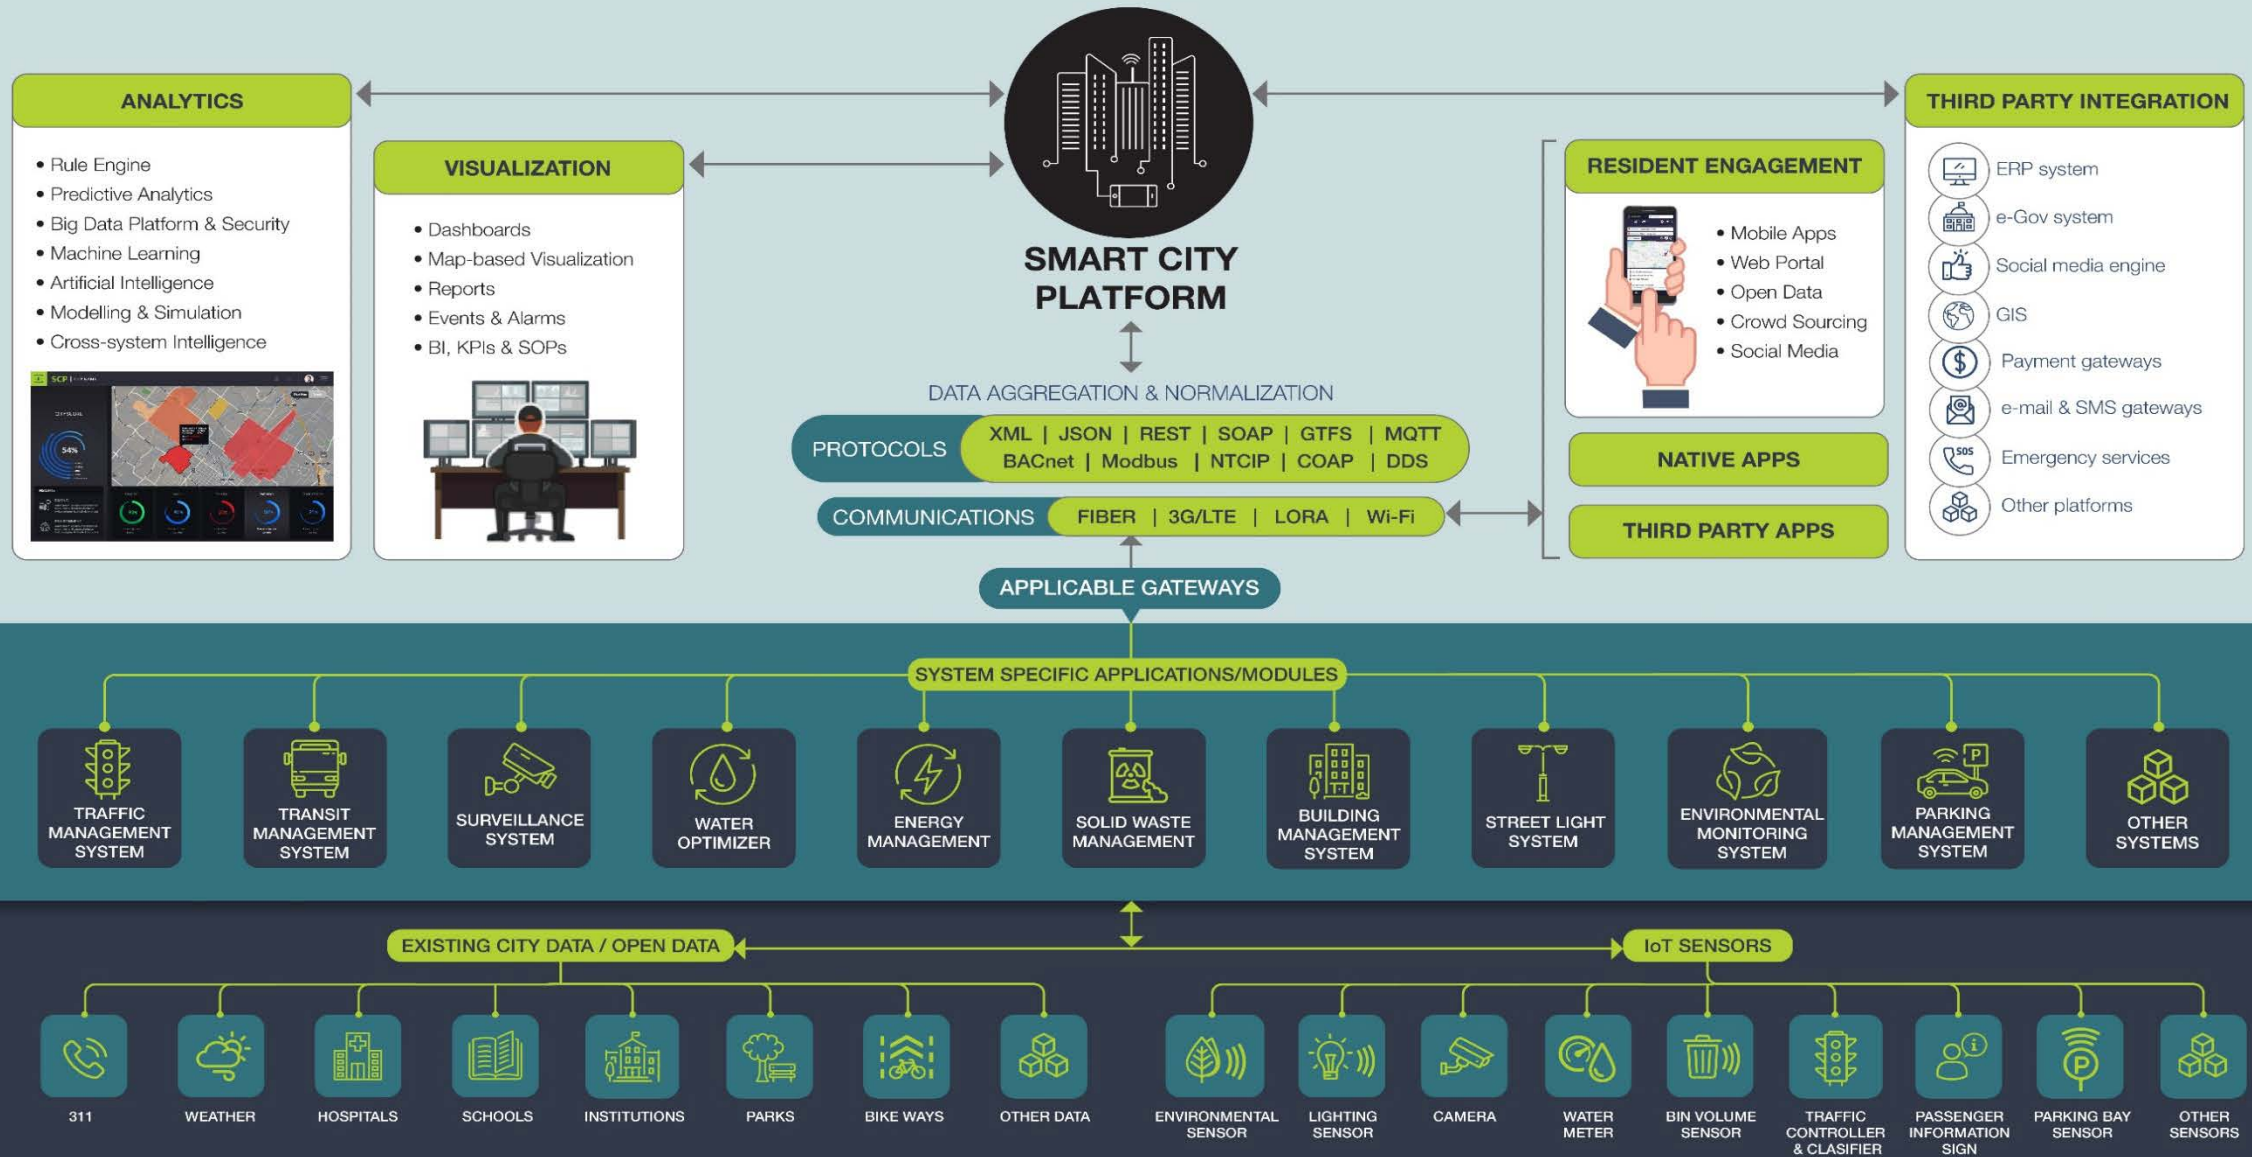 ANALYTICS
• Rule Engine
• Predictive Analytics
• Big Data Platform & Security
• Machine Learning
• Artificial Intelligence
• Modelling & Simulation
• Cross-system Intelligence
SCP
54%
VISUALIZATION
• Dashboards
• Map-based Visualization
• Reports
• Events & Alarms
• BI, KPIs & SOPs
SMART CITY
PLATFORM
DATA AGGREGATION & NORMALIZATION
PROTOCOLS
XML | JSON | REST | SOAP | GTFS | MQTT
BACnet | Modbus | NTCIP | COAP | DDS
COMMUNICATIONS
FIBER | 3G/LTE | LORA | Wi-Fi
APPLICABLE GATEWAYS
RESIDENT ENGAGEMENT
• Mobile Apps
• Web Portal
• Open Data
• Crowd Sourcing
• Social Media
NATIVE APPS
THIRD PARTY APPS
THIRD PARTY INTEGRATION
ERP system
e-Gov system
Social media engine
GIS
$
Payment gateways
@
e-mail & SMS gateways
SOS
Emergency services
Other platforms
SYSTEM SPECIFIC APPLICATIONS/MODULES
TRAFFIC
MANAGEMENT
SYSTEM
TRANSIT
MANAGEMENT
SYSTEM
SURVEILLANCE
SYSTEM
WATER
OPTIMIZER
ENERGY
MANAGEMENT
SOLID WASTE
MANAGEMENT
BUILDING
MANAGEMENT
SYSTEM
STREET LIGHT
SYSTEM
ENVIRONMENTAL
MONITORING
SYSTEM
P
PARKING
MANAGEMENT
SYSTEM
OTHER
SYSTEMS
EXISTING CITY DATA / OPEN DATA
311
WEATHER
HOSPITALS
SCHOOLS
INSTITUTIONS
PARKS
BIKE WAYS
OTHER DATA
IoT SENSORS
ENVIRONMENTAL
SENSOR
LIGHTING
SENSOR
CAMERA
WATER
METER
BIN VOLUME
SENSOR
TRAFFIC
CONTROLLER
& CLASIFIER
i
PASSENGER
INFORMATION
SIGN
P
PARKING BAY
SENSOR
OTHER
SENSORS